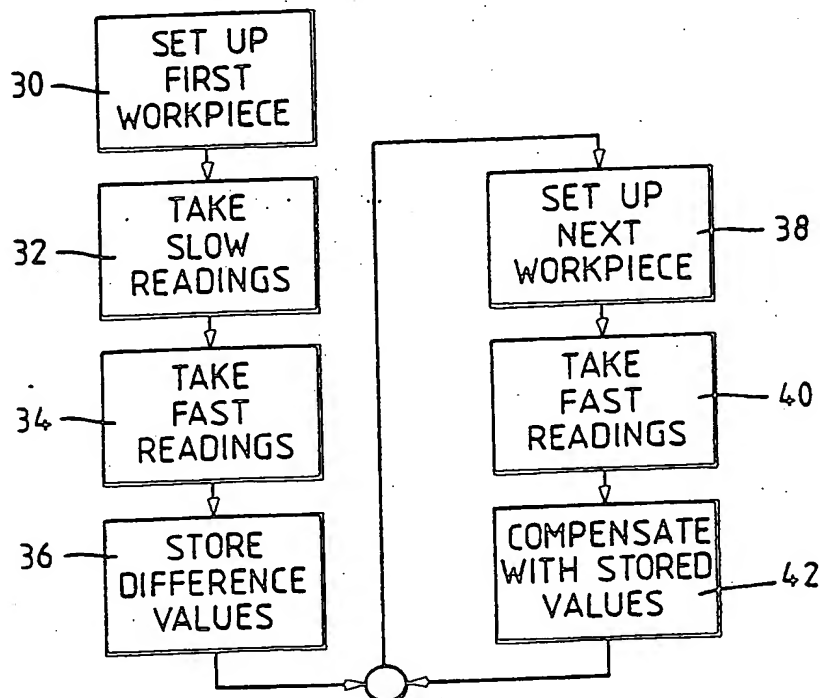 30
SET UP
FIRST
WORKPIECE
32
TAKE
SLOW
READINGS
34
TAKE
FAST
READINGS
36
STORE
DIFFERENCE
VALUES
SET UP
NEXT
WORKPIECE
38
TAKE
FAST
READINGS
40
COMPENSATE
WITH STORED
VALUES
42